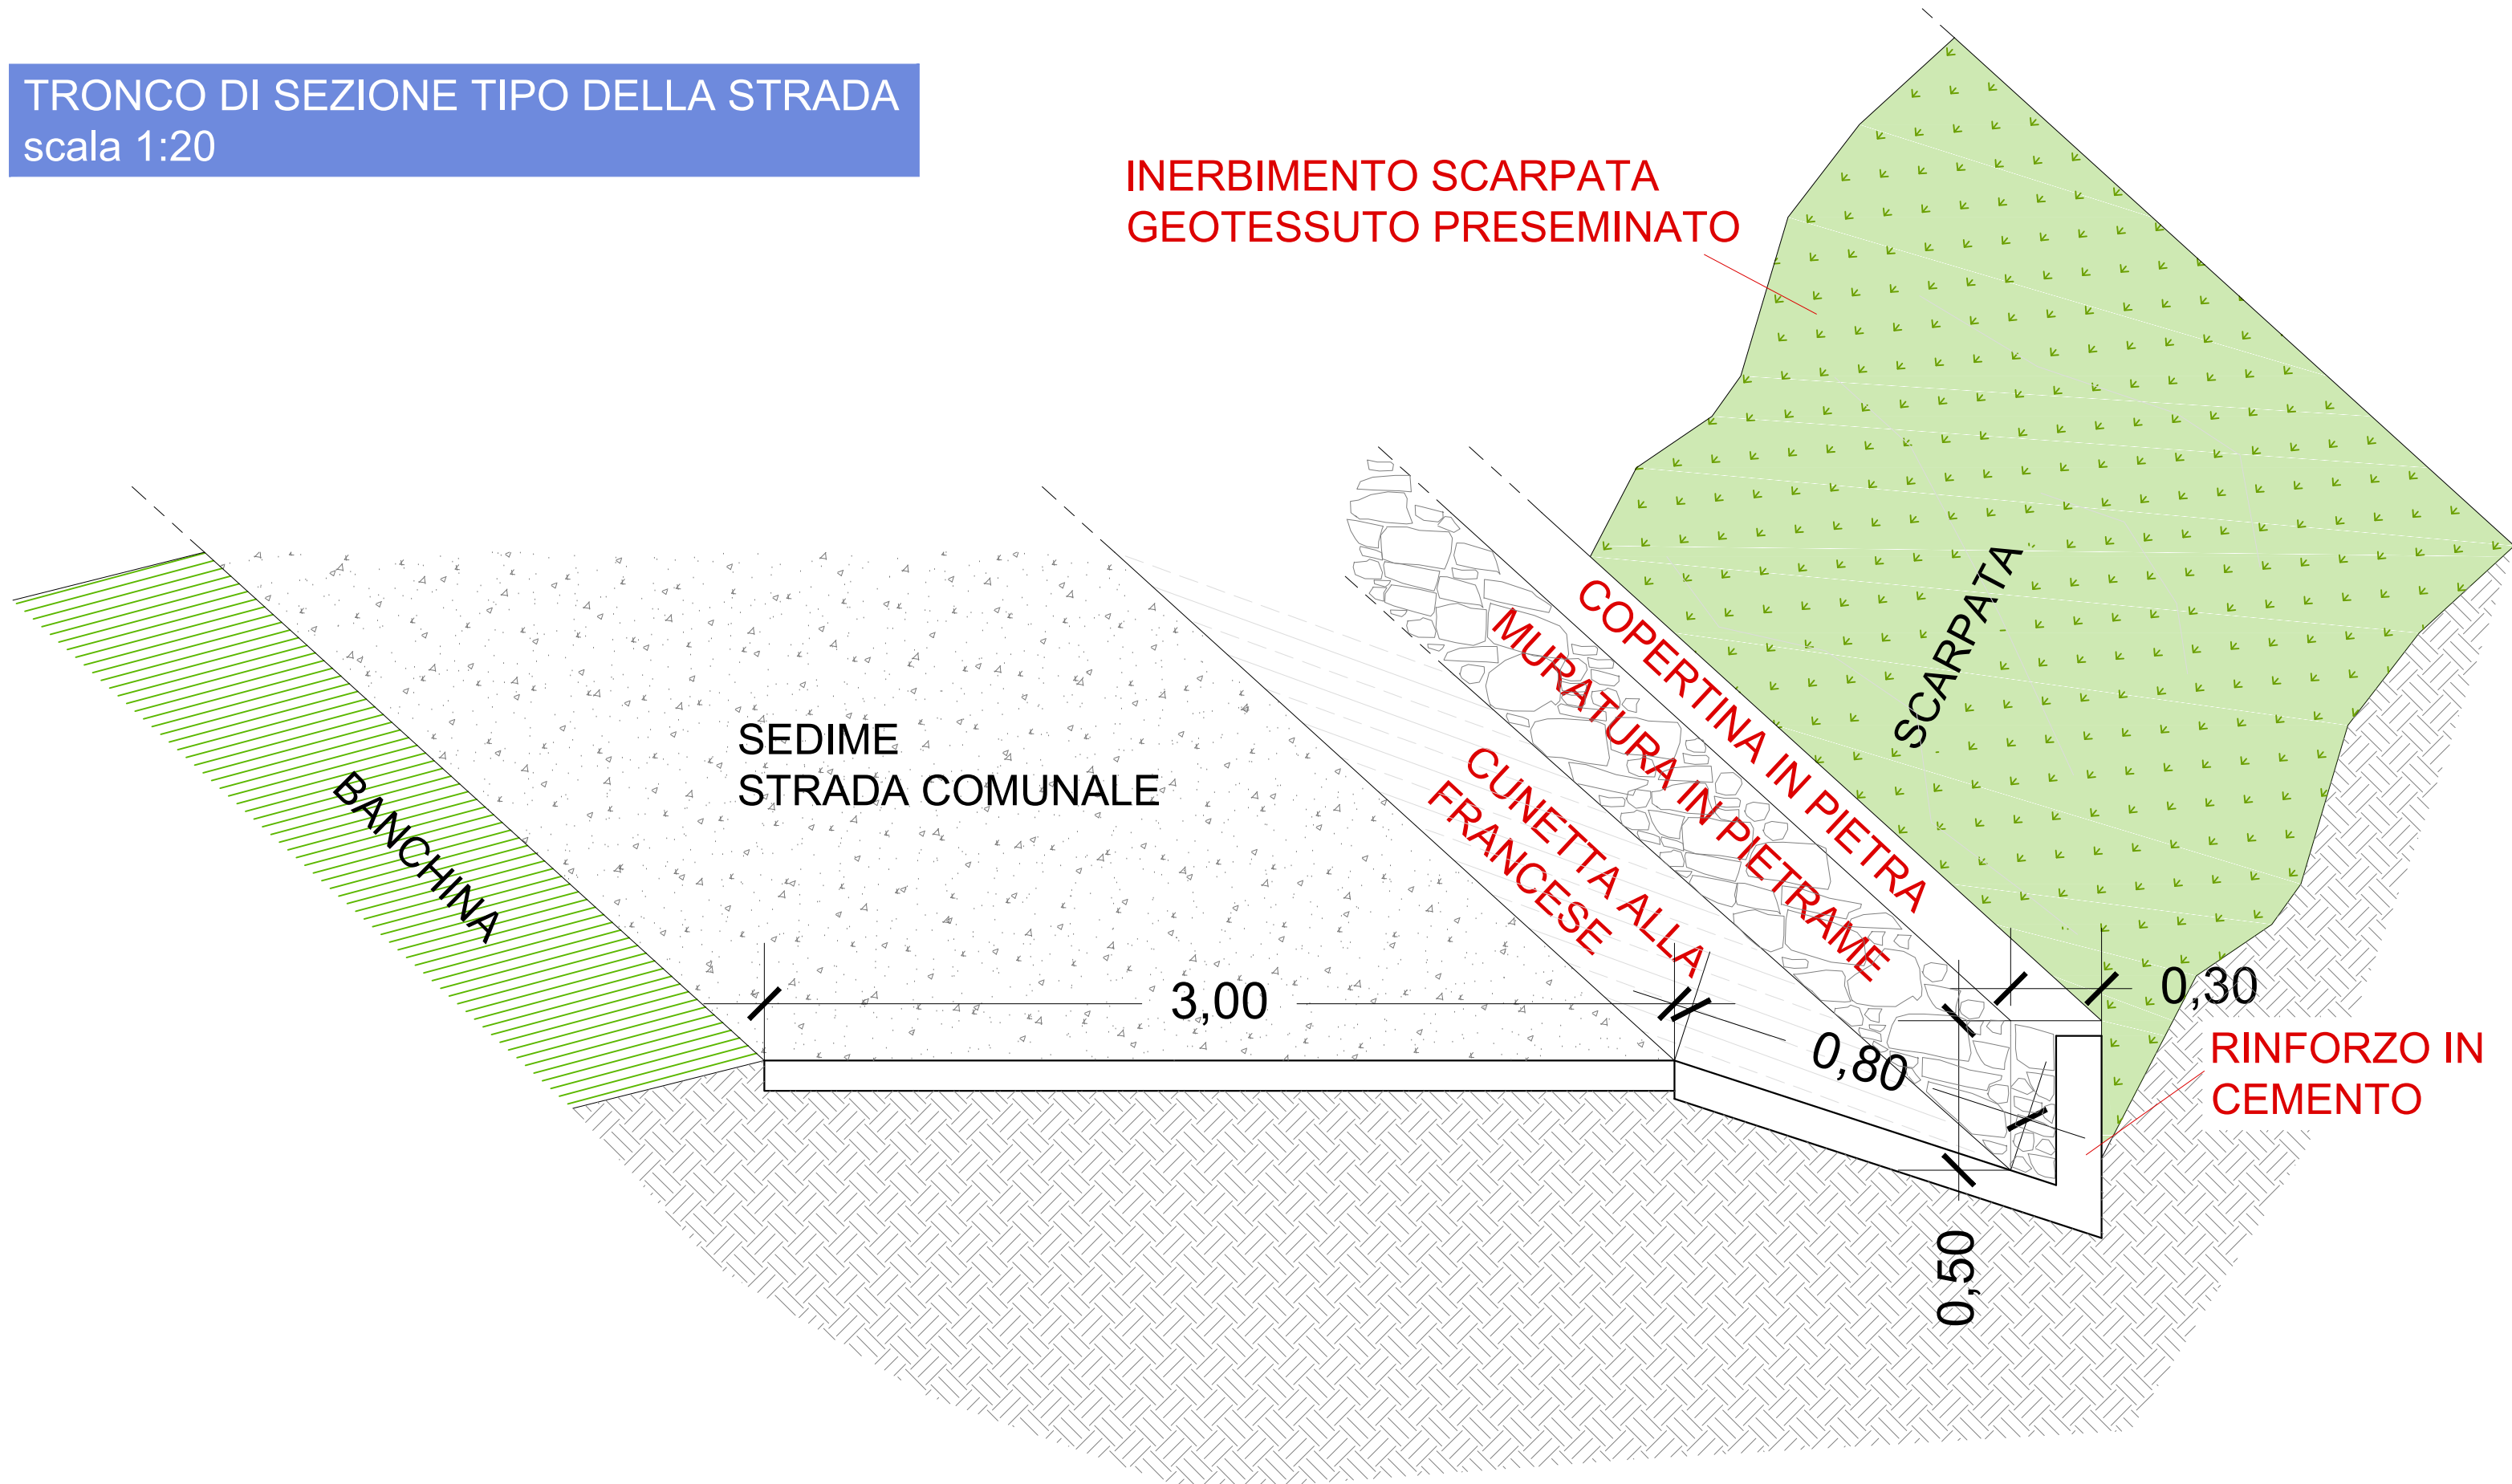 TRONCO DI SEZIONE TIPO DELLA STRADA
scala 1:20
INERBIMENTO SCARPATA
GEOTESSUTO PRESEMINATO
SCARPATA
COPERTINA IN PIETRA
MURATURA IN PIETRAME
CUNETTA ALLA
FRANCESE
SEDIME
STRADA COMUNALE
BANCHINA
3,00
0,80
0,30
RINFORZO IN
CEMENTO
0,50